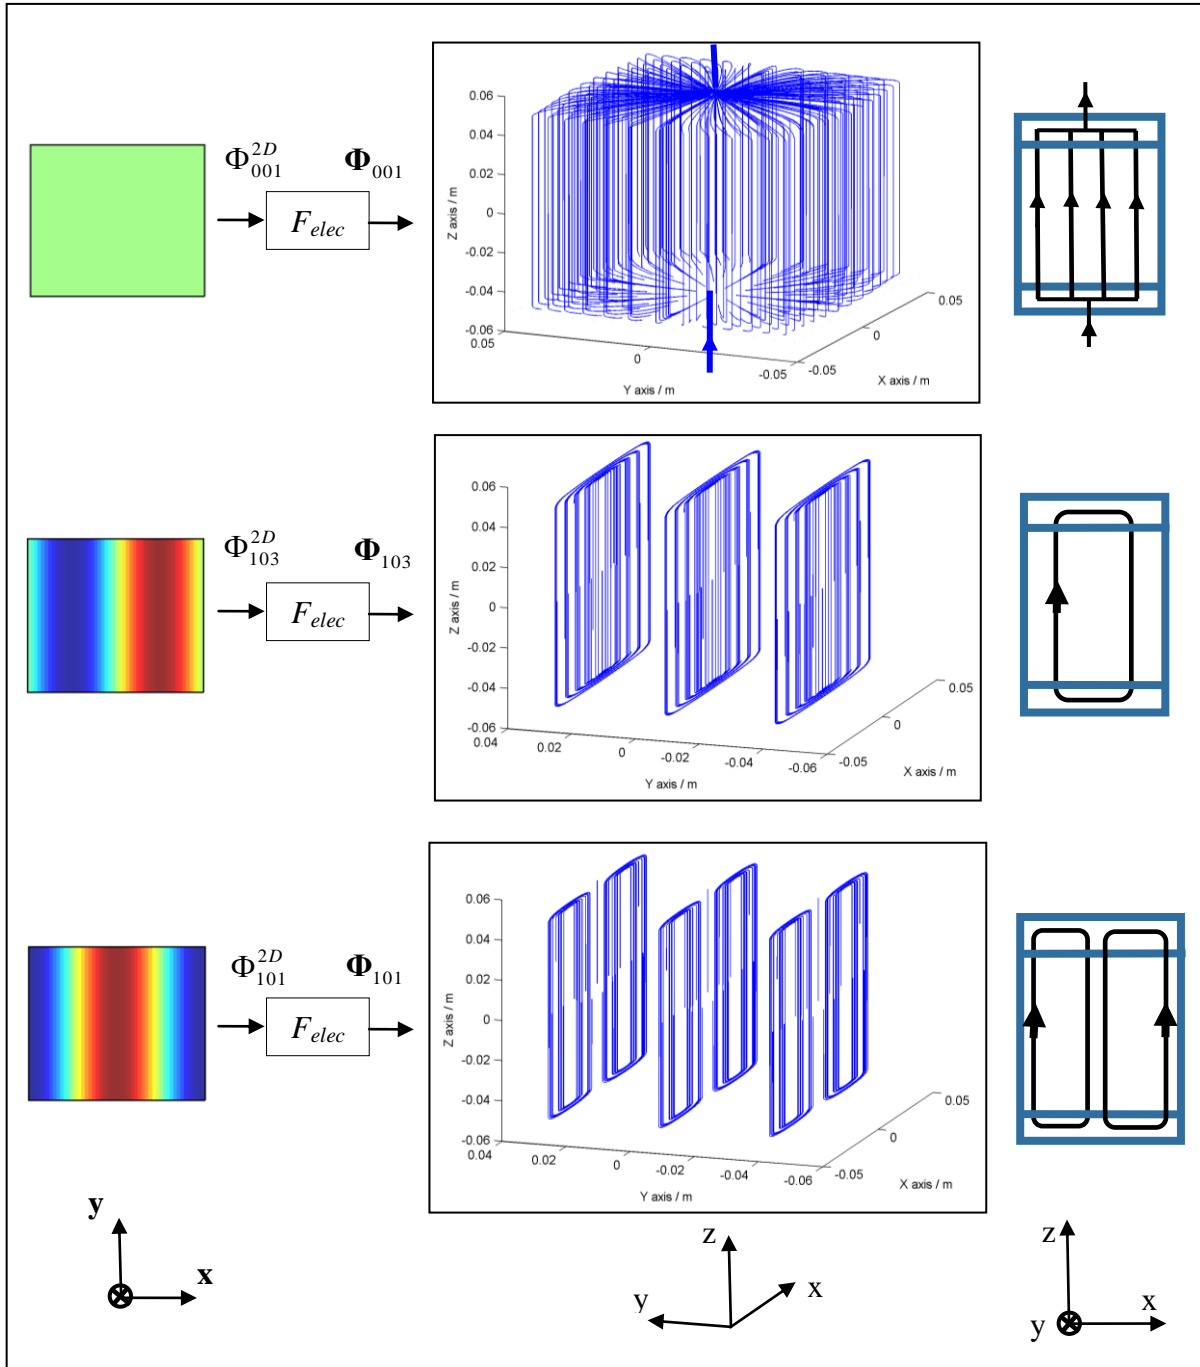 Φ_{001}^{2D}
F_{elec}
Φ_{001}
0.06
0.04
0.02
0
-0.02
-0.04
-0.06
Z axis / m
0.05
0
-0.05
Y axis / m
-0.05
0
0.05
X axis / m
Φ_{103}^{2D}
F_{elec}
Φ_{103}
0.06
0.04
0.02
0
-0.02
-0.04
-0.06
Z axis / m
0.04
0.02
0
-0.02
-0.04
-0.06
Y axis / m
-0.05
0
0.05
X axis / m
Φ_{101}^{2D}
F_{elec}
Φ_{101}
0.06
0.04
0.02
0
-0.02
-0.04
-0.06
Z axis / m
0.04
0.02
0
-0.02
-0.04
-0.06
Y axis / m
-0.05
0
0.05
X axis / m
y
x
z
y
x
z
y
x